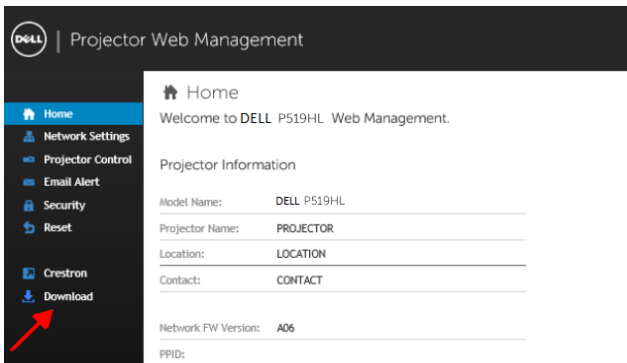 DELL | Projector Web Management
Home
Welcome to DELL P519HL Web Management.
Home
Network Settings
Projector Control
Email Alert
Security
Reset
Crestron
Download
Projector Information
Model Name: DELL P519HL
Projector Name: PROJECTOR
Location: LOCATION
Contact: CONTACT
Network FW Version: A06
PPID: